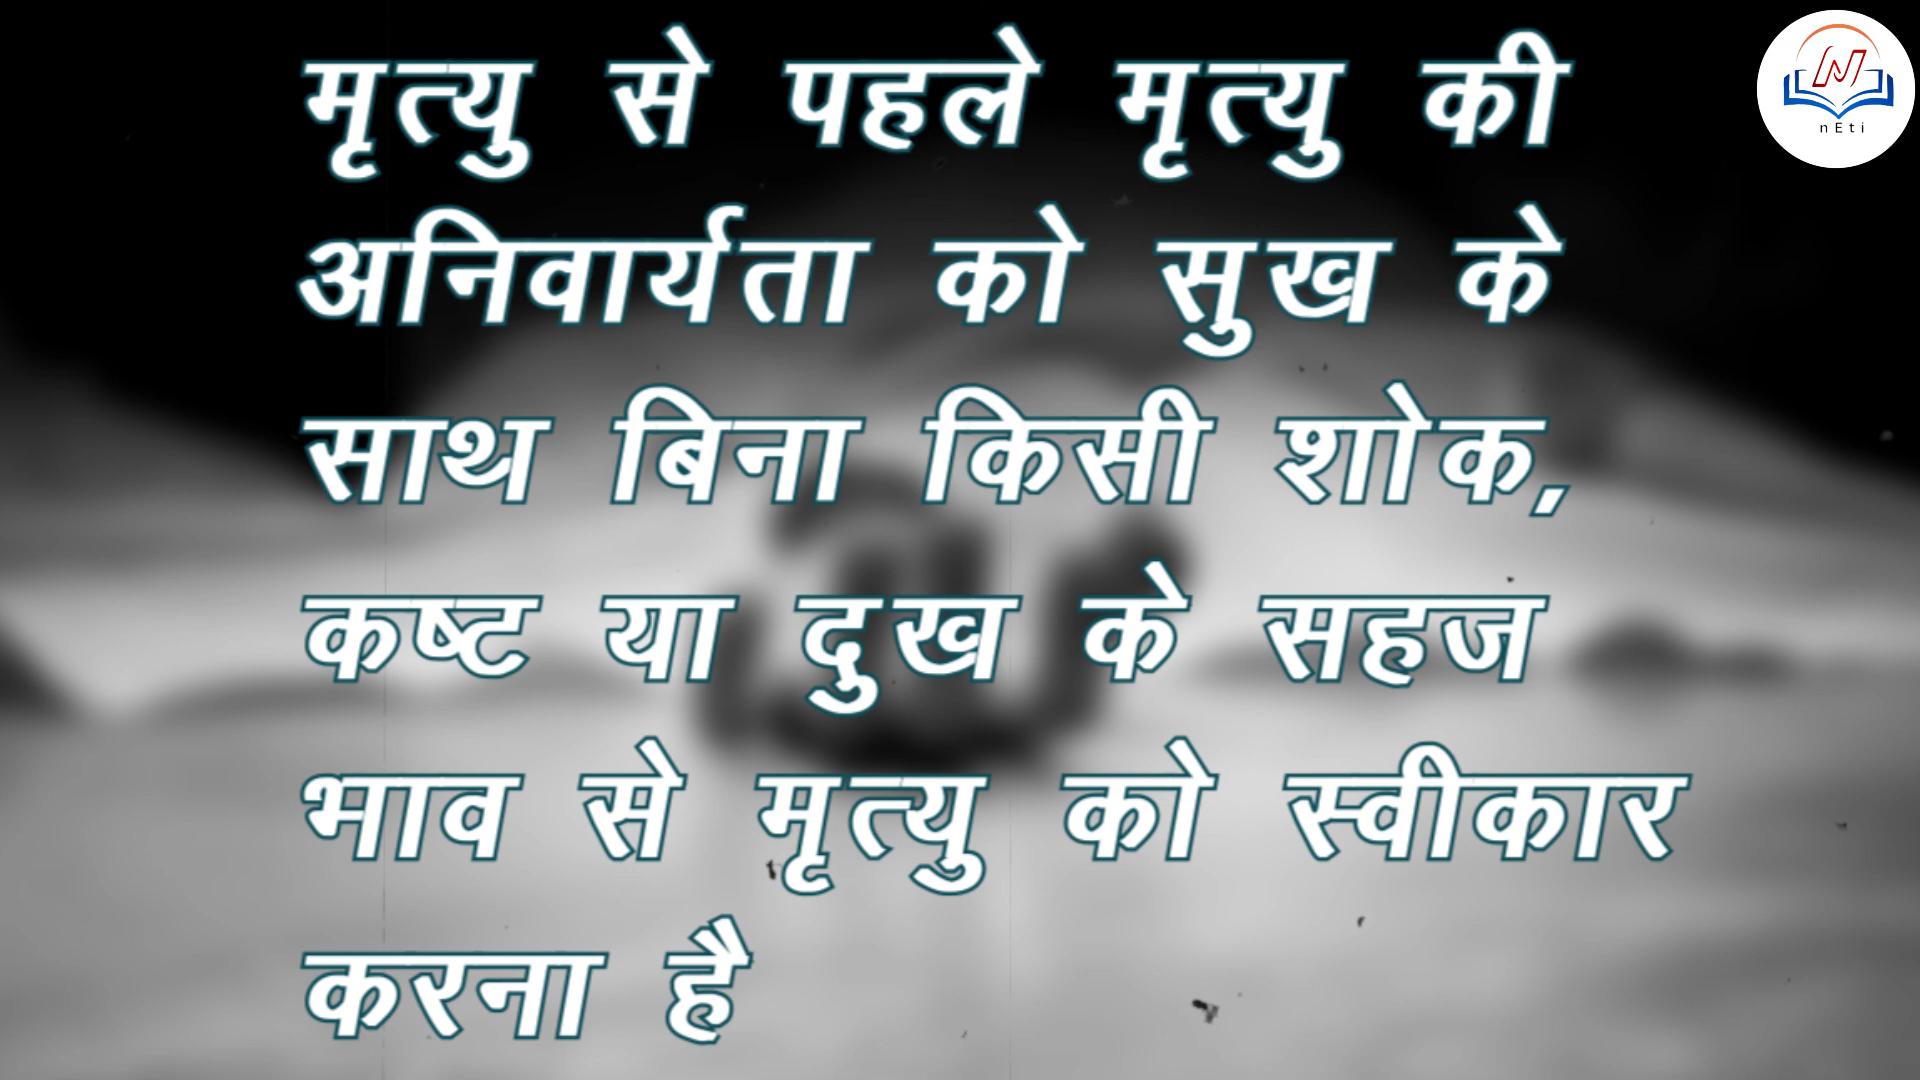 मृत्यु से पहले मृत्यु की
अनिवार्यता को सुख के
साथ बिना किसी शोक,
कष्ट या दुख के सहज
भाव से मृत्यु को स्वीकार
करना है
nEti